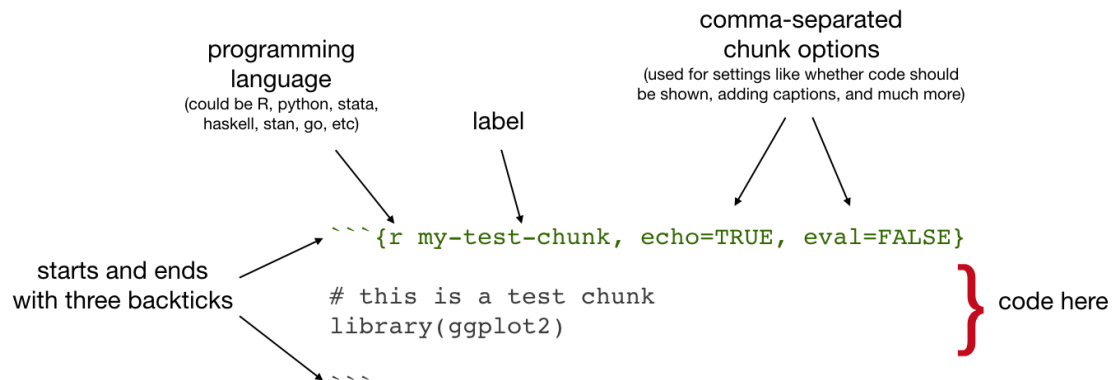 programming
language
(could be R, python, stata,
haskell, stan, go, etc)
label
comma-separated
chunk options
(used for settings like whether code should
be shown, adding captions, and much more)
```{r my-test-chunk, echo=TRUE, eval=FALSE}
starts and ends
with three backticks
# this is a test chunk
library(ggplot2)
} code here
```